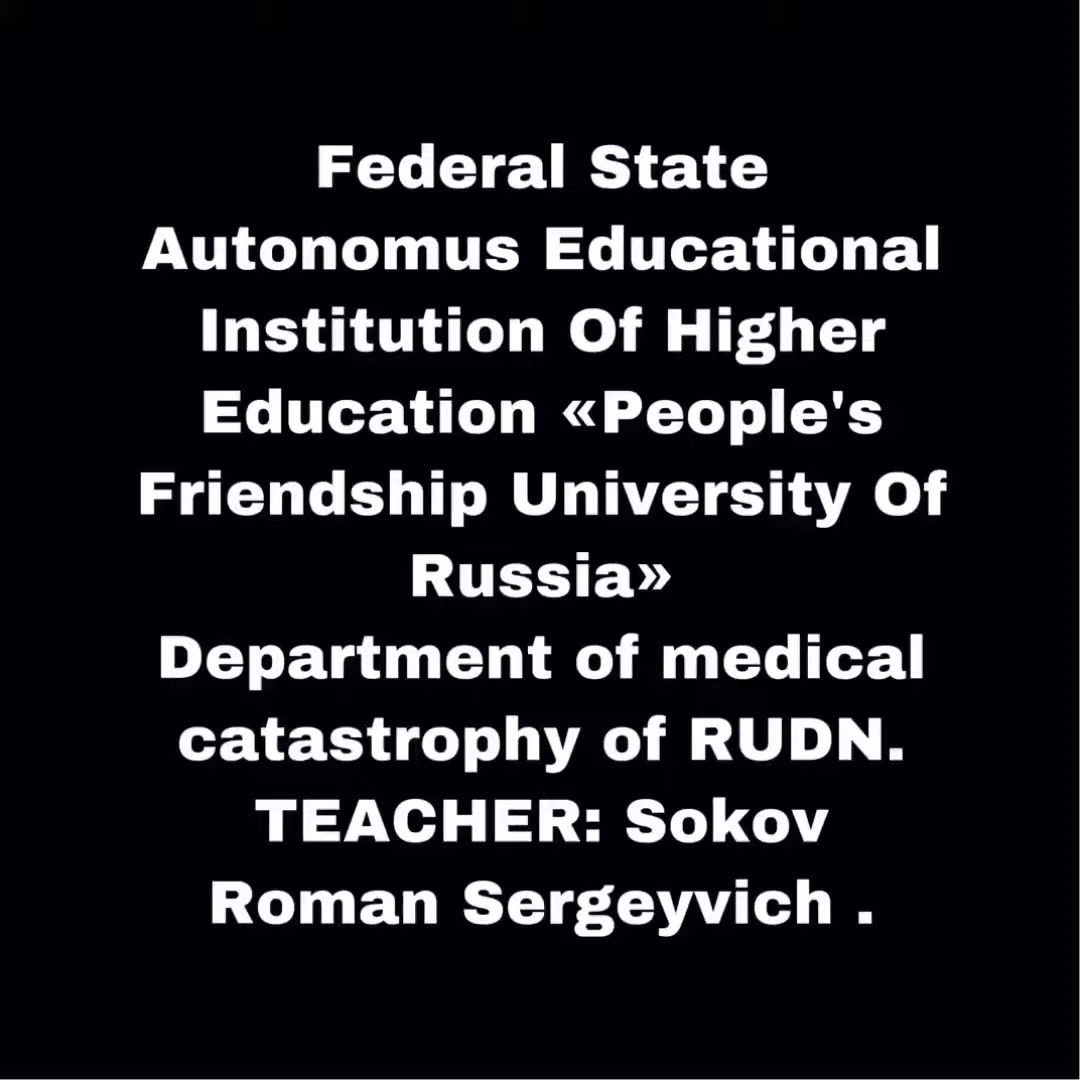 Federal State
Autonomus Educational
Institution Of Higher
Education «People's
Friendship University Of
Russia»
Department of medical
catastrophy of RUDN.
TEACHER: Sokov
Roman Sergeyvich .